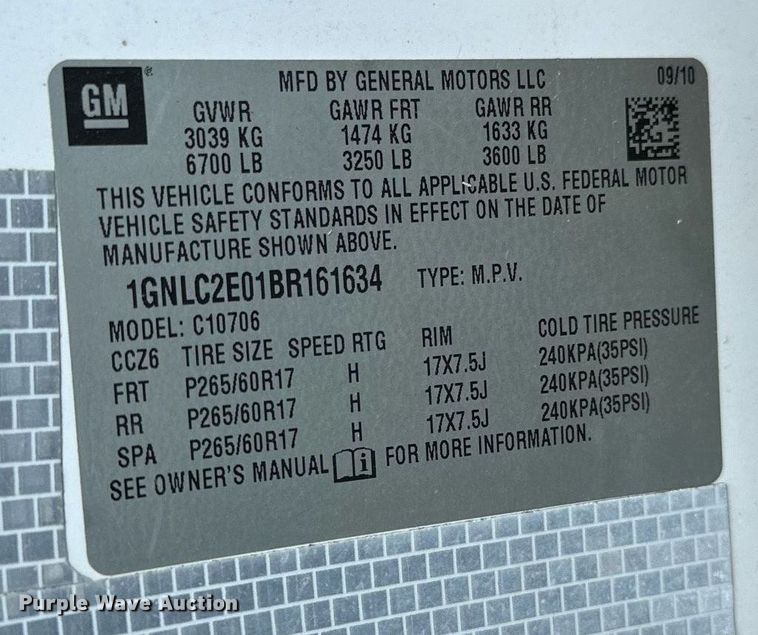 GM
MFD BY GENERAL MOTORS LLC 09/10
GVWR GAWR FRT GAWR RR
3039 KG 1474 KG 1633 KG
6700 LB 3250 LB 3600 LB
THIS VEHICLE CONFORMS TO ALL APPLICABLE U.S. FEDERAL MOTOR
VEHICLE SAFETY STANDARDS IN EFFECT ON THE DATE OF
MANUFACTURE SHOWN ABOVE.
1GNLC2E01BR161634 TYPE: M.P.V.
MODEL: C10706
CCZ6 TIRE SIZE SPEED RTG RIM COLD TIRE PRESSURE
FRT P265/60R17 H 17X7.5J 240KPA(35PSI)
RR P265/60R17 H 17X7.5J 240KPA(35PSI)
SPA P265/60R17 H 17X7.5J 240KPA(35PSI)
SEE OWNER'S MANUAL i FOR MORE INFORMATION.
Purple Wave Auction